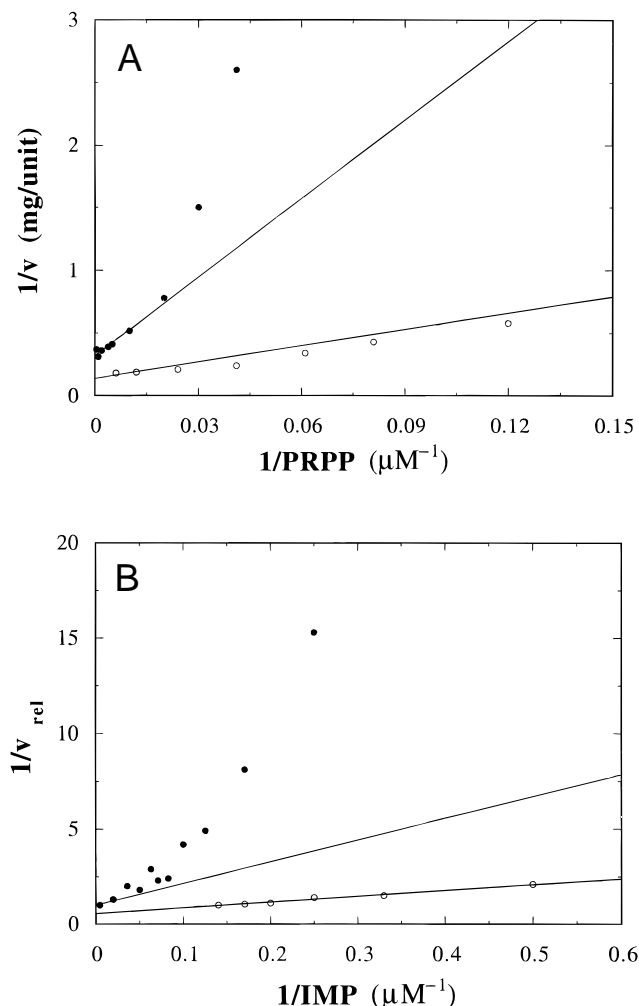 A
3
2
1
0
1/v (mg/unit)
0 0.03 0.06 0.09 0.12 0.15
1/PRPP (μM⁻¹)
B
20
15
10
5
0
1/v rel
0 0.1 0.2 0.3 0.4 0.5 0.6
1/IMP (μM⁻¹)